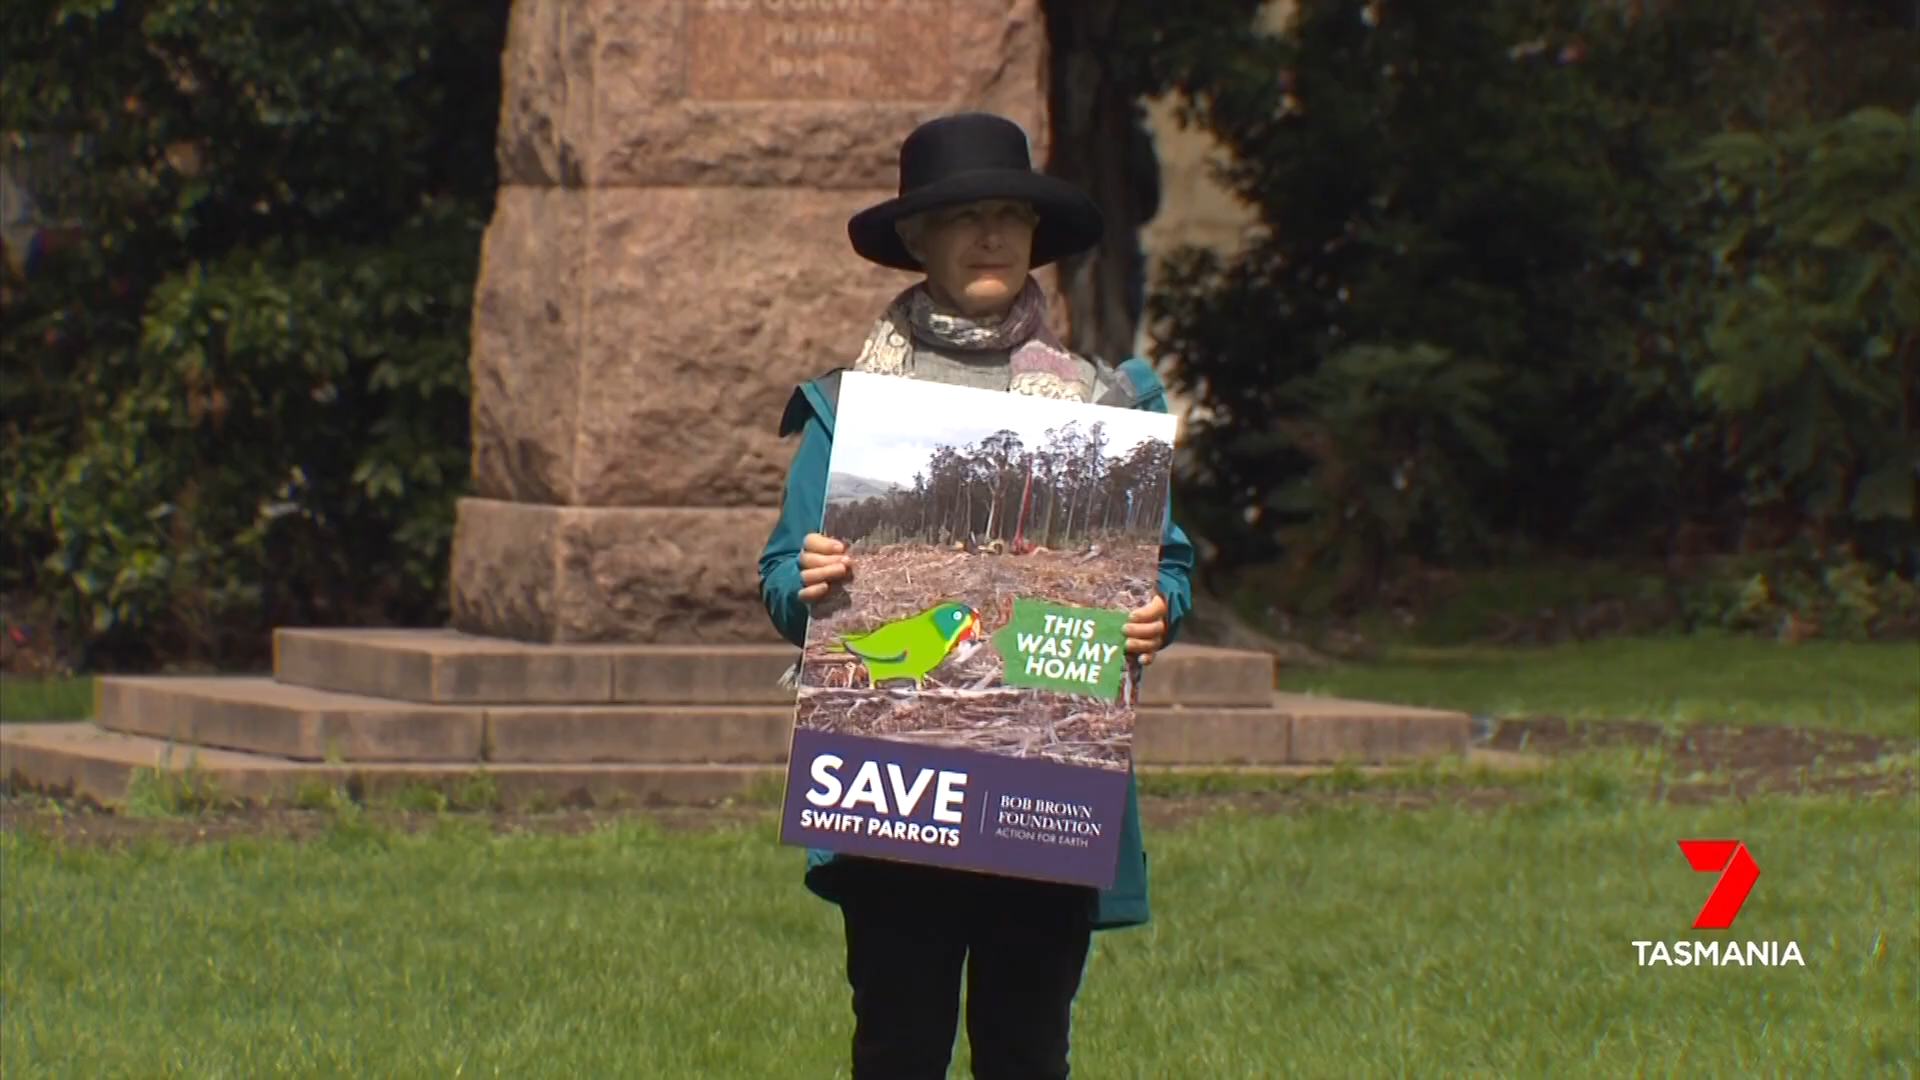 PREMIER
THIS
WAS MY
HOME
SAVE
SWIFT PARROTS
BOB BROWN
FOUNDATION
ACTION FOR EARTH
7
TASMANIA